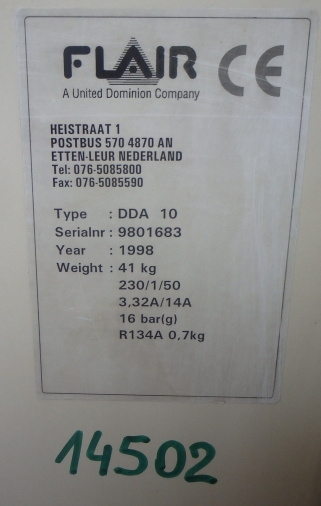 FLAIR CE
A United Dominion Company
HEISTRAAT 1
POSTBUS 570 4870 AN
ETTEN-LEUR NEDERLAND
Tel: 076-5085800
Fax: 076-5085590
Type : DDA 10
Serialnr : 9801683
Year : 1998
Weight : 41 kg
230/1/50
3,32A/14A
16 bar(g)
R134A 0,7kg
14502